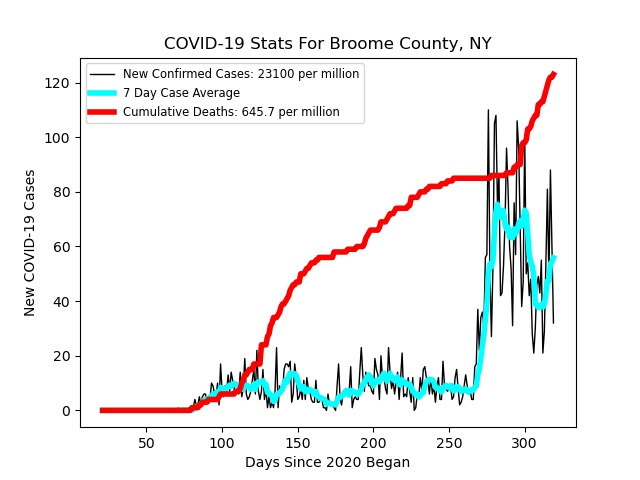 COVID-19 Stats For Broome County, NY
New Confirmed Cases: 23100 per million
7 Day Case Average
Cumulative Deaths: 645.7 per million
New COVID-19 Cases
120
100
80
60
40
20
0
50 100 150 200 250 300
Days Since 2020 Began